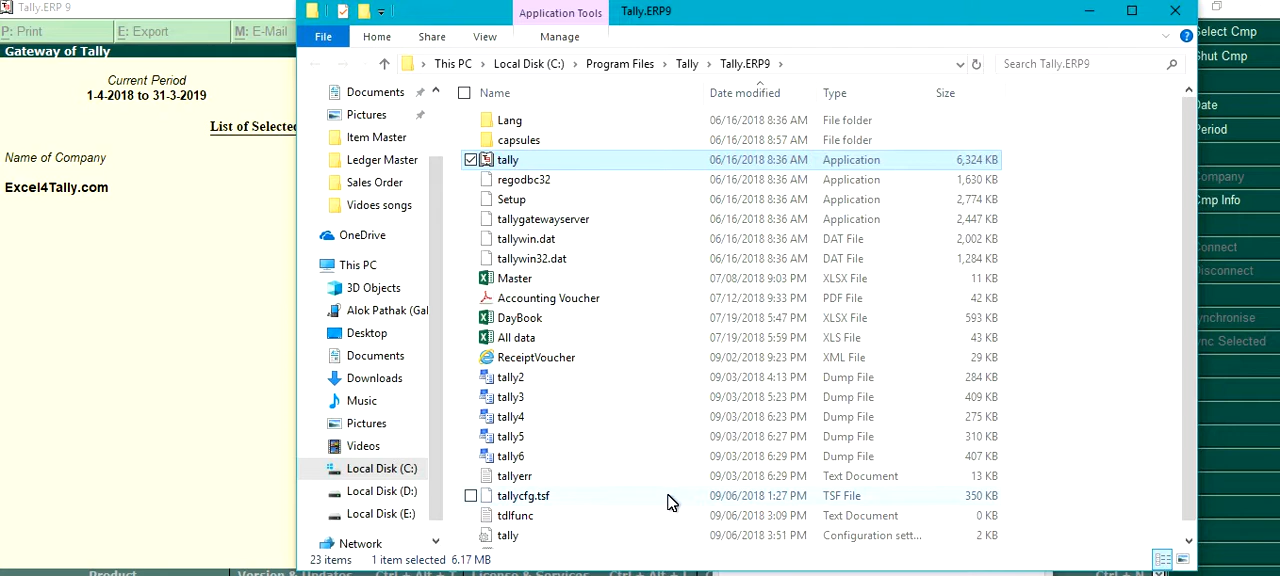 Tally.ERP 9
P: Print
E: Export
M: E-Mail
Gateway of Tally
Current Period
1-4-2018 to 31-3-2019
List of Selected
Name of Company
Excel4Tally.com
Application Tools
Tally.ERP9
File
Home
Share
View
Manage
This PC > Local Disk (C:) > Program Files > Tally > Tally.ERP9 >
Search Tally.ERP9
Documents
Pictures
Item Master
Ledger Master
Sales Order
Vidoes songs
OneDrive
This PC
3D Objects
Alok Pathak (Gal
Desktop
Documents
Downloads
Music
Pictures
Videos
Local Disk (C:)
Local Disk (D:)
Local Disk (E:)
Network
Name Date modified Type Size
Lang 06/16/2018 8:36 AM File folder
capsules 06/16/2018 8:57 AM File folder
tally 06/16/2018 8:36 AM Application 6,324 KB
regodbc32 06/16/2018 8:36 AM Application 1,630 KB
Setup 06/16/2018 8:36 AM Application 2,774 KB
tallygatewayserver 06/16/2018 8:36 AM Application 2,447 KB
tallywin.dat 06/16/2018 8:36 AM DAT File 2,002 KB
tallywin32.dat 06/16/2018 8:36 AM DAT File 1,284 KB
Master 07/08/2018 9:03 PM XLSX File 11 KB
Accounting Voucher 07/12/2018 9:33 PM PDF File 42 KB
DayBook 07/19/2018 5:47 PM XLSX File 593 KB
All data 07/19/2018 5:59 PM XLS File 43 KB
ReceiptVoucher 09/02/2018 9:23 PM XML File 29 KB
tally2 09/03/2018 4:13 PM Dump File 284 KB
tally3 09/03/2018 5:23 PM Dump File 409 KB
tally4 09/03/2018 6:23 PM Dump File 275 KB
tally5 09/03/2018 6:27 PM Dump File 310 KB
tally6 09/03/2018 6:29 PM Dump File 407 KB
tallyerr 09/03/2018 6:29 PM Text Document 13 KB
tallycfg.tsf 09/06/2018 1:27 PM TSF File 350 KB
tdlfunc 09/06/2018 3:09 PM Text Document 0 KB
tally 09/06/2018 3:51 PM Configuration sett... 2 KB
23 items 1 item selected 6.17 MB
Select Cmp
Shut Cmp
Date
Period
Company
Cmp Info
Connect
Disconnect
ynchronise
ync Selected
Product
Version & Updates
License & Services